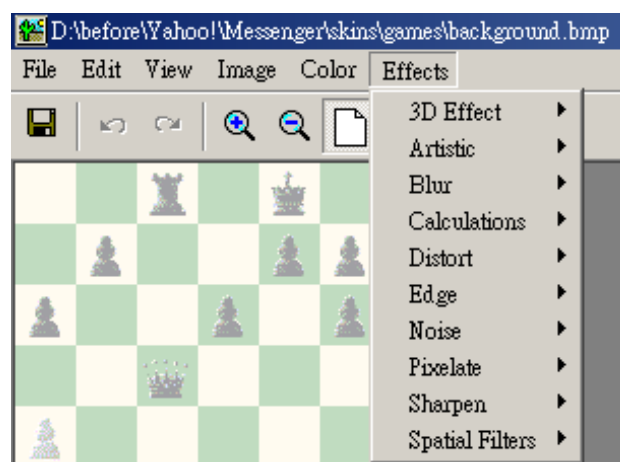 D:\before\Yahoo!\Messenger\skins\games\background.bmp
File Edit View Image Color Effects
3D Effect
Artistic
Blur
Calculations
Distort
Edge
Noise
Pixelate
Sharpen
Spatial Filters